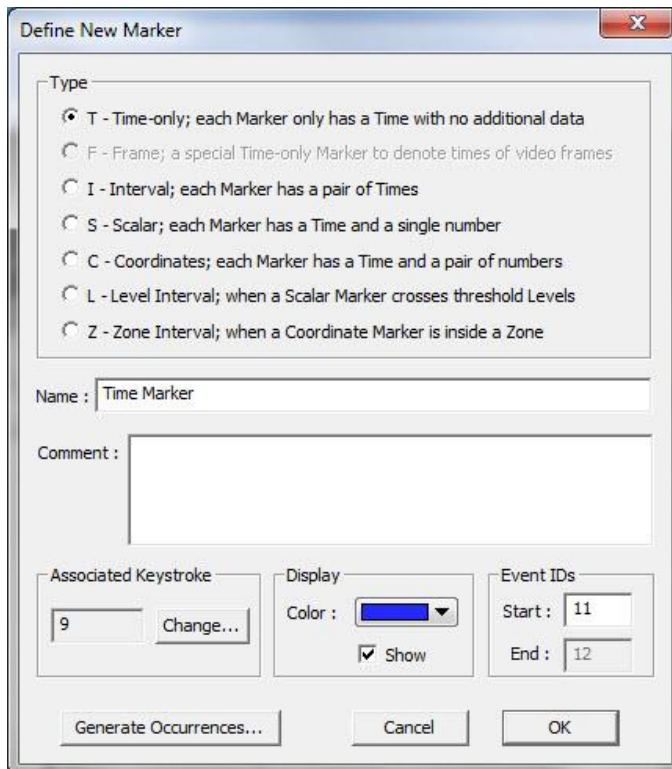 Define New Marker
Type
T - Time-only; each Marker only has a Time with no additional data
F - Frame; a special Time-only Marker to denote times of video frames
I - Interval; each Marker has a pair of Times
S - Scalar; each Marker has a Time and a single number
C - Coordinates; each Marker has a Time and a pair of numbers
L - Level Interval; when a Scalar Marker crosses threshold Levels
Z - Zone Interval; when a Coordinate Marker is inside a Zone
Name : Time Marker
Comment :
Associated Keystroke
9 Change...
Display
Color :
Show
Event IDs
Start : 11
End : 12
Generate Occurrences... Cancel OK